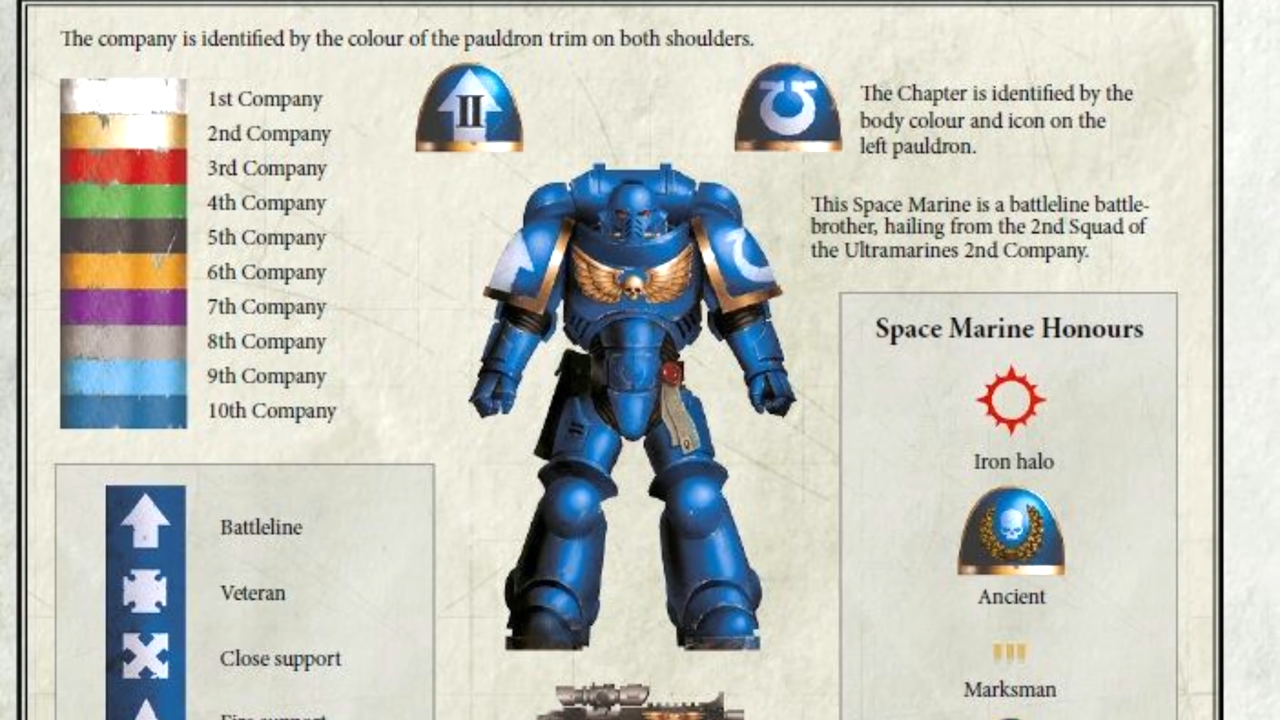 The company is identified by the colour of the pauldron trim on both shoulders.
1st Company
2nd Company
3rd Company
4th Company
5th Company
6th Company
7th Company
8th Company
9th Company
10th Company
II
The Chapter is identified by the
body colour and icon on the
left pauldron.
This Space Marine is a battleline battle-
brother, hailing from the 2nd Squad of
the Ultramarines 2nd Company.
Battleline
Veteran
Close support
Fire support
Space Marine Honours
Iron halo
Ancient
Marksman